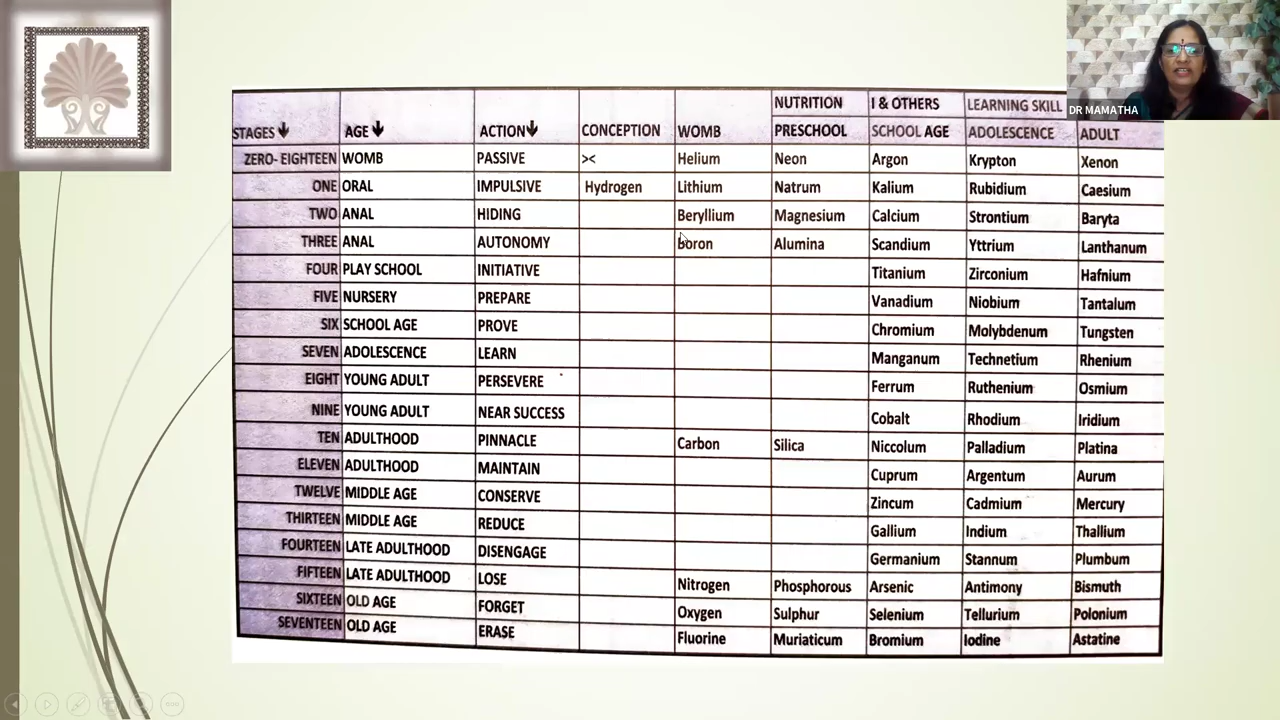 DR MAMATHA
NUTRITION I & OTHERS LEARNING SKILL
STAGES AGE ACTION CONCEPTION WOMB PRESCHOOL SCHOOL AGE ADOLESCENCE ADULT
ZERO- EIGHTEEN WOMB PASSIVE >< Helium Neon Argon Krypton Xenon
ONE ORAL IMPULSIVE Hydrogen Lithium Natrum Kalium Rubidium Caesium
TWO ANAL HIDING Beryllium Magnesium Calcium Strontium Baryta
THREE ANAL AUTONOMY Boron Alumina Scandium Yttrium Lanthanum
FOUR PLAY SCHOOL INITIATIVE Titanium Zirconium Hafnium
FIVE NURSERY PREPARE Vanadium Niobium Tantalum
SIX SCHOOL AGE PROVE Chromium Molybdenum Tungsten
SEVEN ADOLESCENCE LEARN Manganum Technetium Rhenium
EIGHT YOUNG ADULT PERSEVERE Ferrum Ruthenium Osmium
NINE YOUNG ADULT NEAR SUCCESS Cobalt Rhodium Iridium
TEN ADULTHOOD PINNACLE Carbon Silica Niccolum Palladium Platina
ELEVEN ADULTHOOD MAINTAIN Cuprum Argentum Aurum
TWELVE MIDDLE AGE CONSERVE Zincum Cadmium Mercury
THIRTEEN MIDDLE AGE REDUCE Gallium Indium Thallium
FOURTEEN LATE ADULTHOOD DISENGAGE Germanium Stannum Plumbum
FIFTEEN LATE ADULTHOOD LOSE Nitrogen Phosphorous Arsenic Antimony Bismuth
SIXTEEN OLD AGE FORGET Oxygen Sulphur Selenium Tellurium Polonium
SEVENTEEN OLD AGE ERASE Fluorine Muriaticum Bromium Iodine Astatine